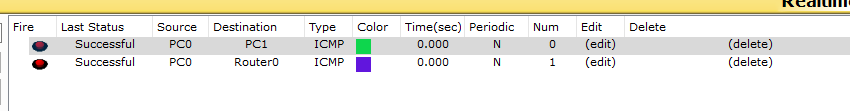 Realtime
Fire Last Status Source Destination Type Color Time(sec) Periodic Num Edit Delete
Successful PC0 PC1 ICMP 0.000 N 0 (edit) (delete)
Successful PC0 Router0 ICMP 0.000 N 1 (edit) (delete)